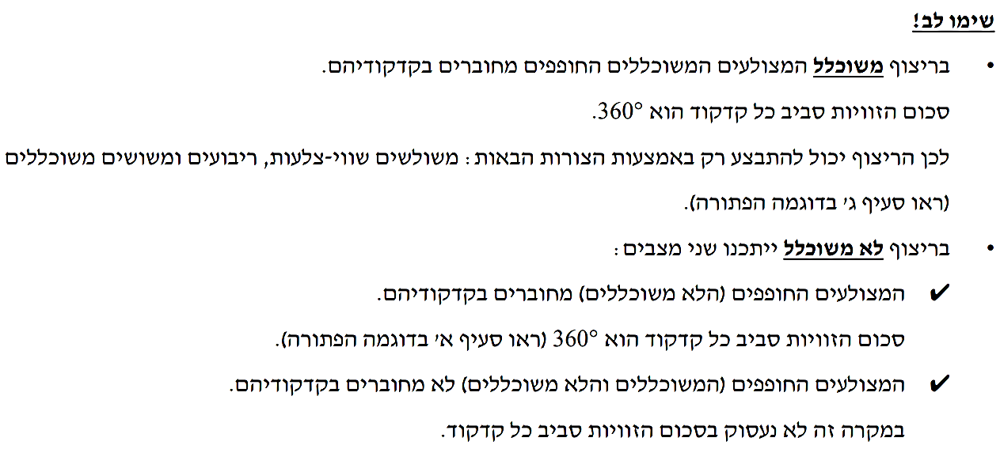 שימו לב!
• בריצוף משוכלל המצולעים המשוכללים החופפים מחוברים בקדקודיהם.
סכום הזוויות סביב כל קדקוד הוא 360°.
לכן הריצוף יכול להתבצע רק באמצעות הצורות הבאות: משולשים שווי-צלעות, ריבועים ומשושים משוכללים
(ראו סעיף ג' בדוגמה הפתורה).
• בריצוף לא משוכלל ייתכנו שני מצבים:
✔ המצולעים החופפים (הלא משוכללים) מחוברים בקדקודיהם.
סכום הזוויות סביב כל קדקוד הוא 360° (ראו סעיף א' בדוגמה הפתורה).
✔ המצולעים החופפים (המשוכללים והלא משוכללים) לא מחוברים בקדקודיהם.
במקרה זה לא נעסוק בסכום הזוויות סביב כל קדקוד.